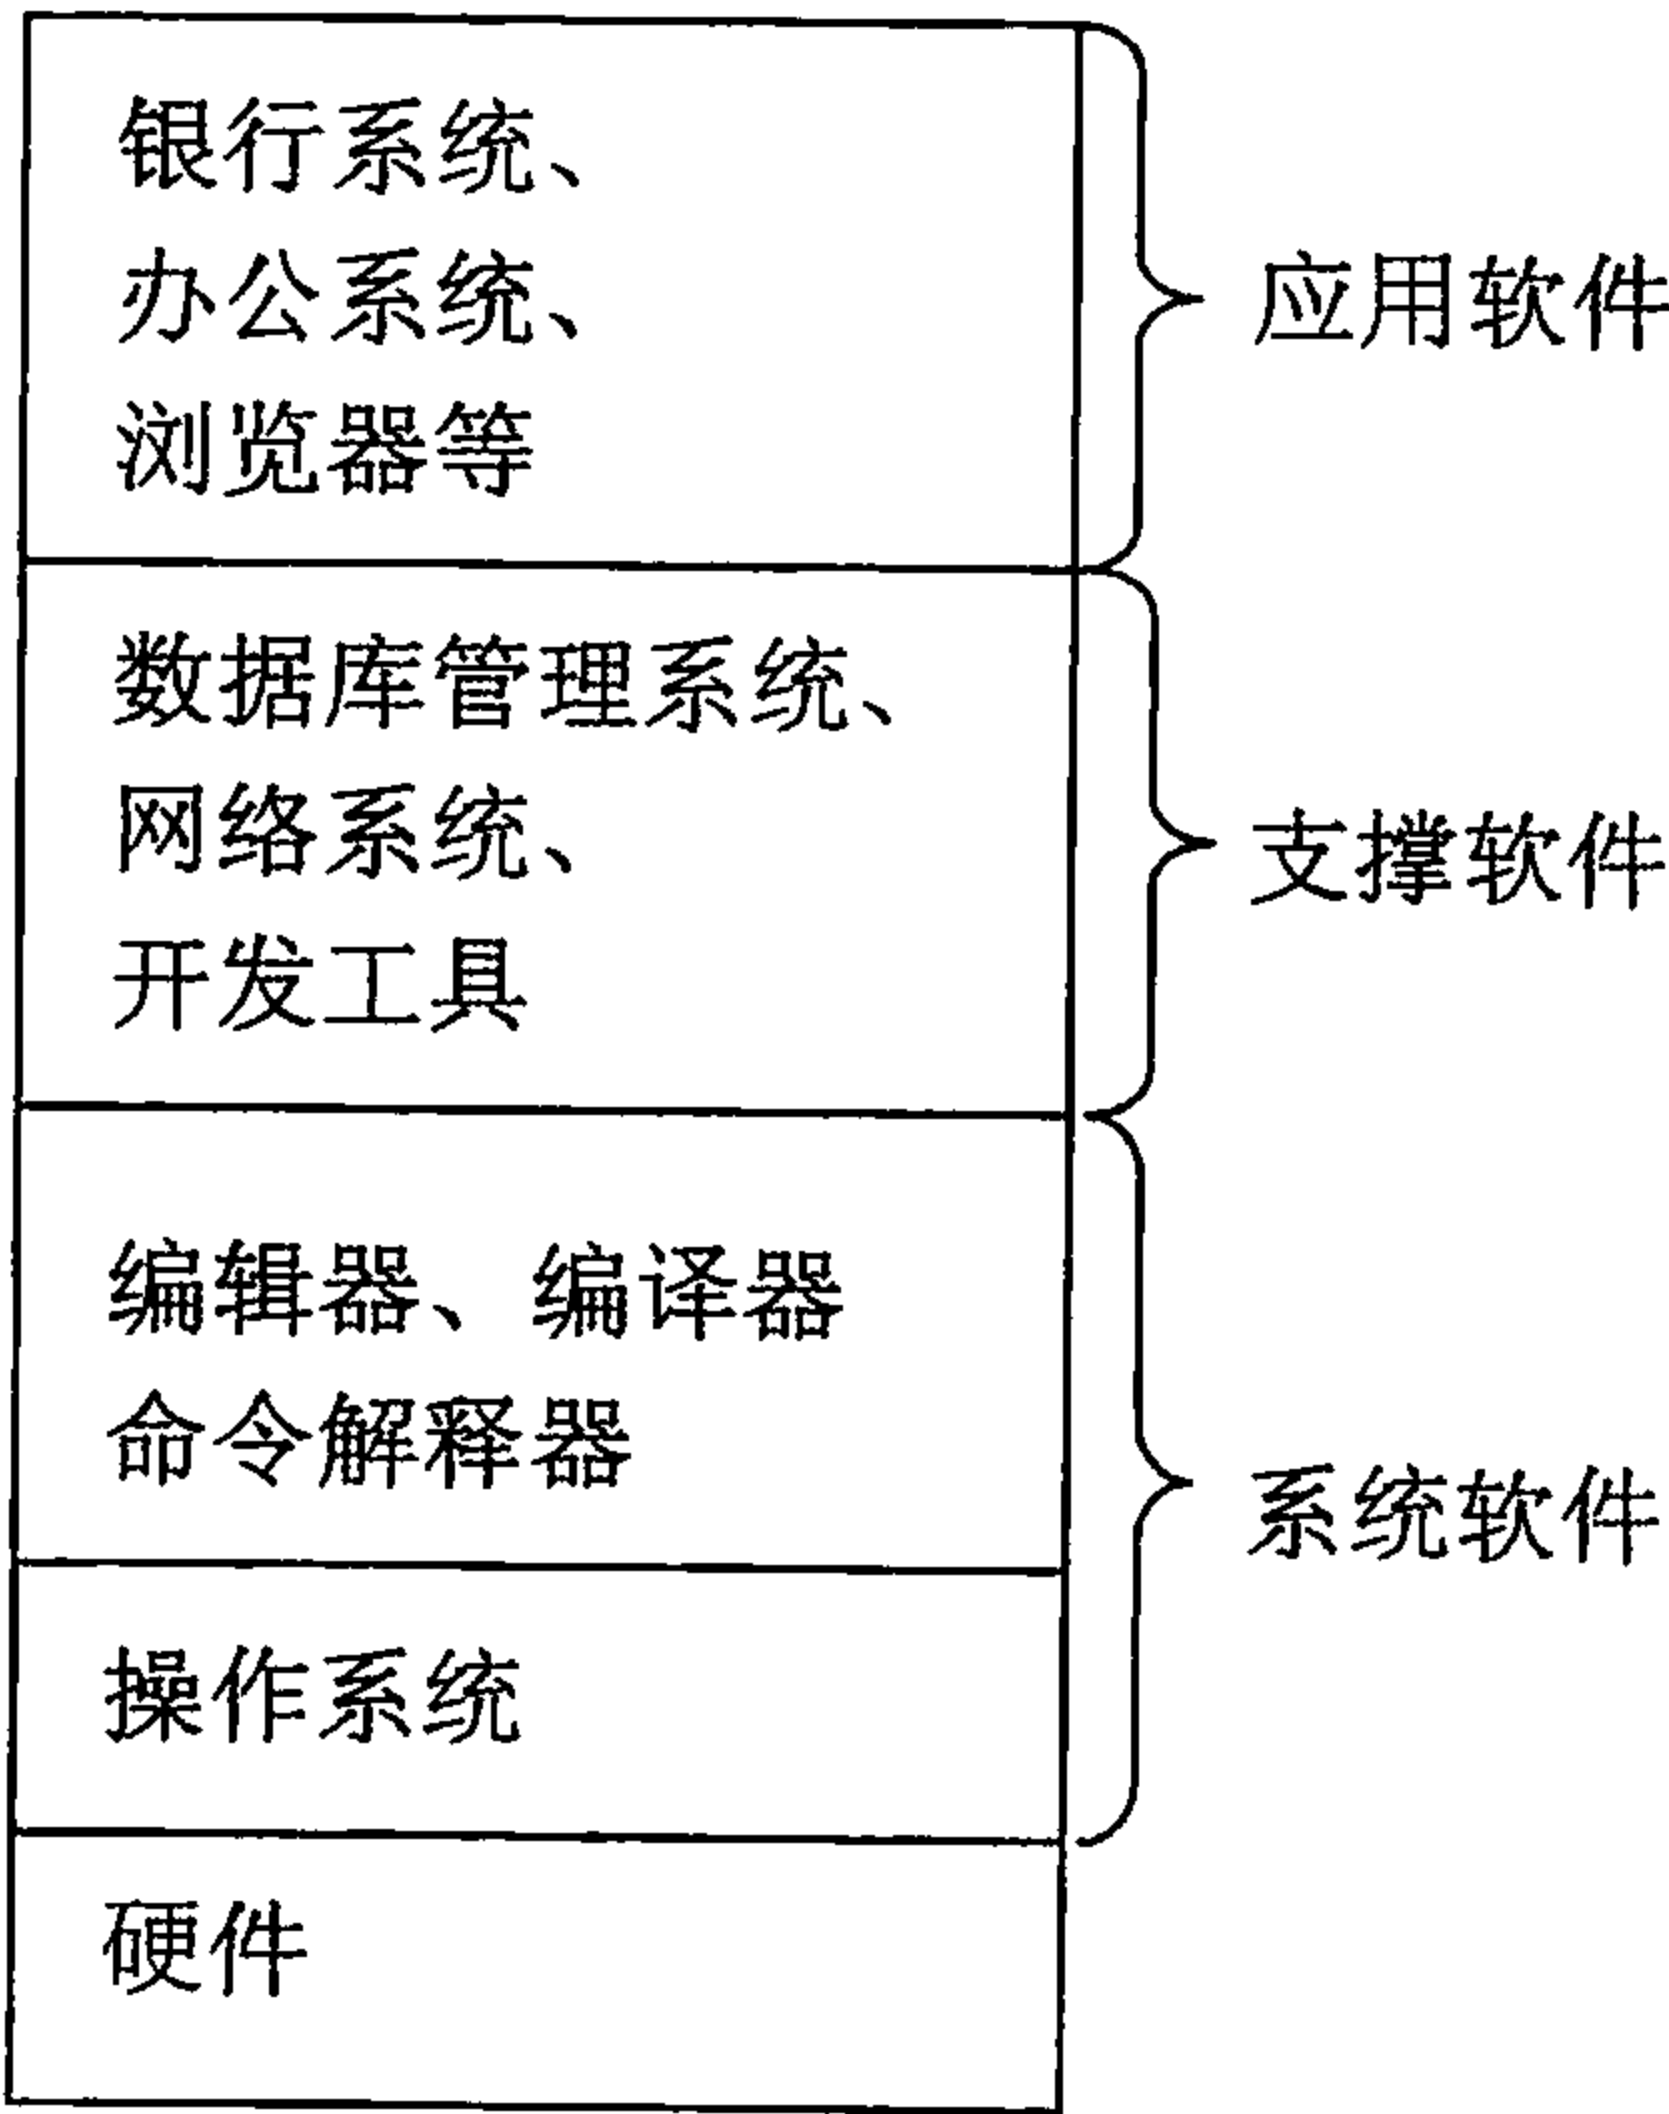 银行系统、
办公系统、
浏览器等
应用软件
数据库管理系统、
网络系统、
开发工具
支撑软件
编辑器、编译器
命令解释器
操作系统
系统软件
硬件